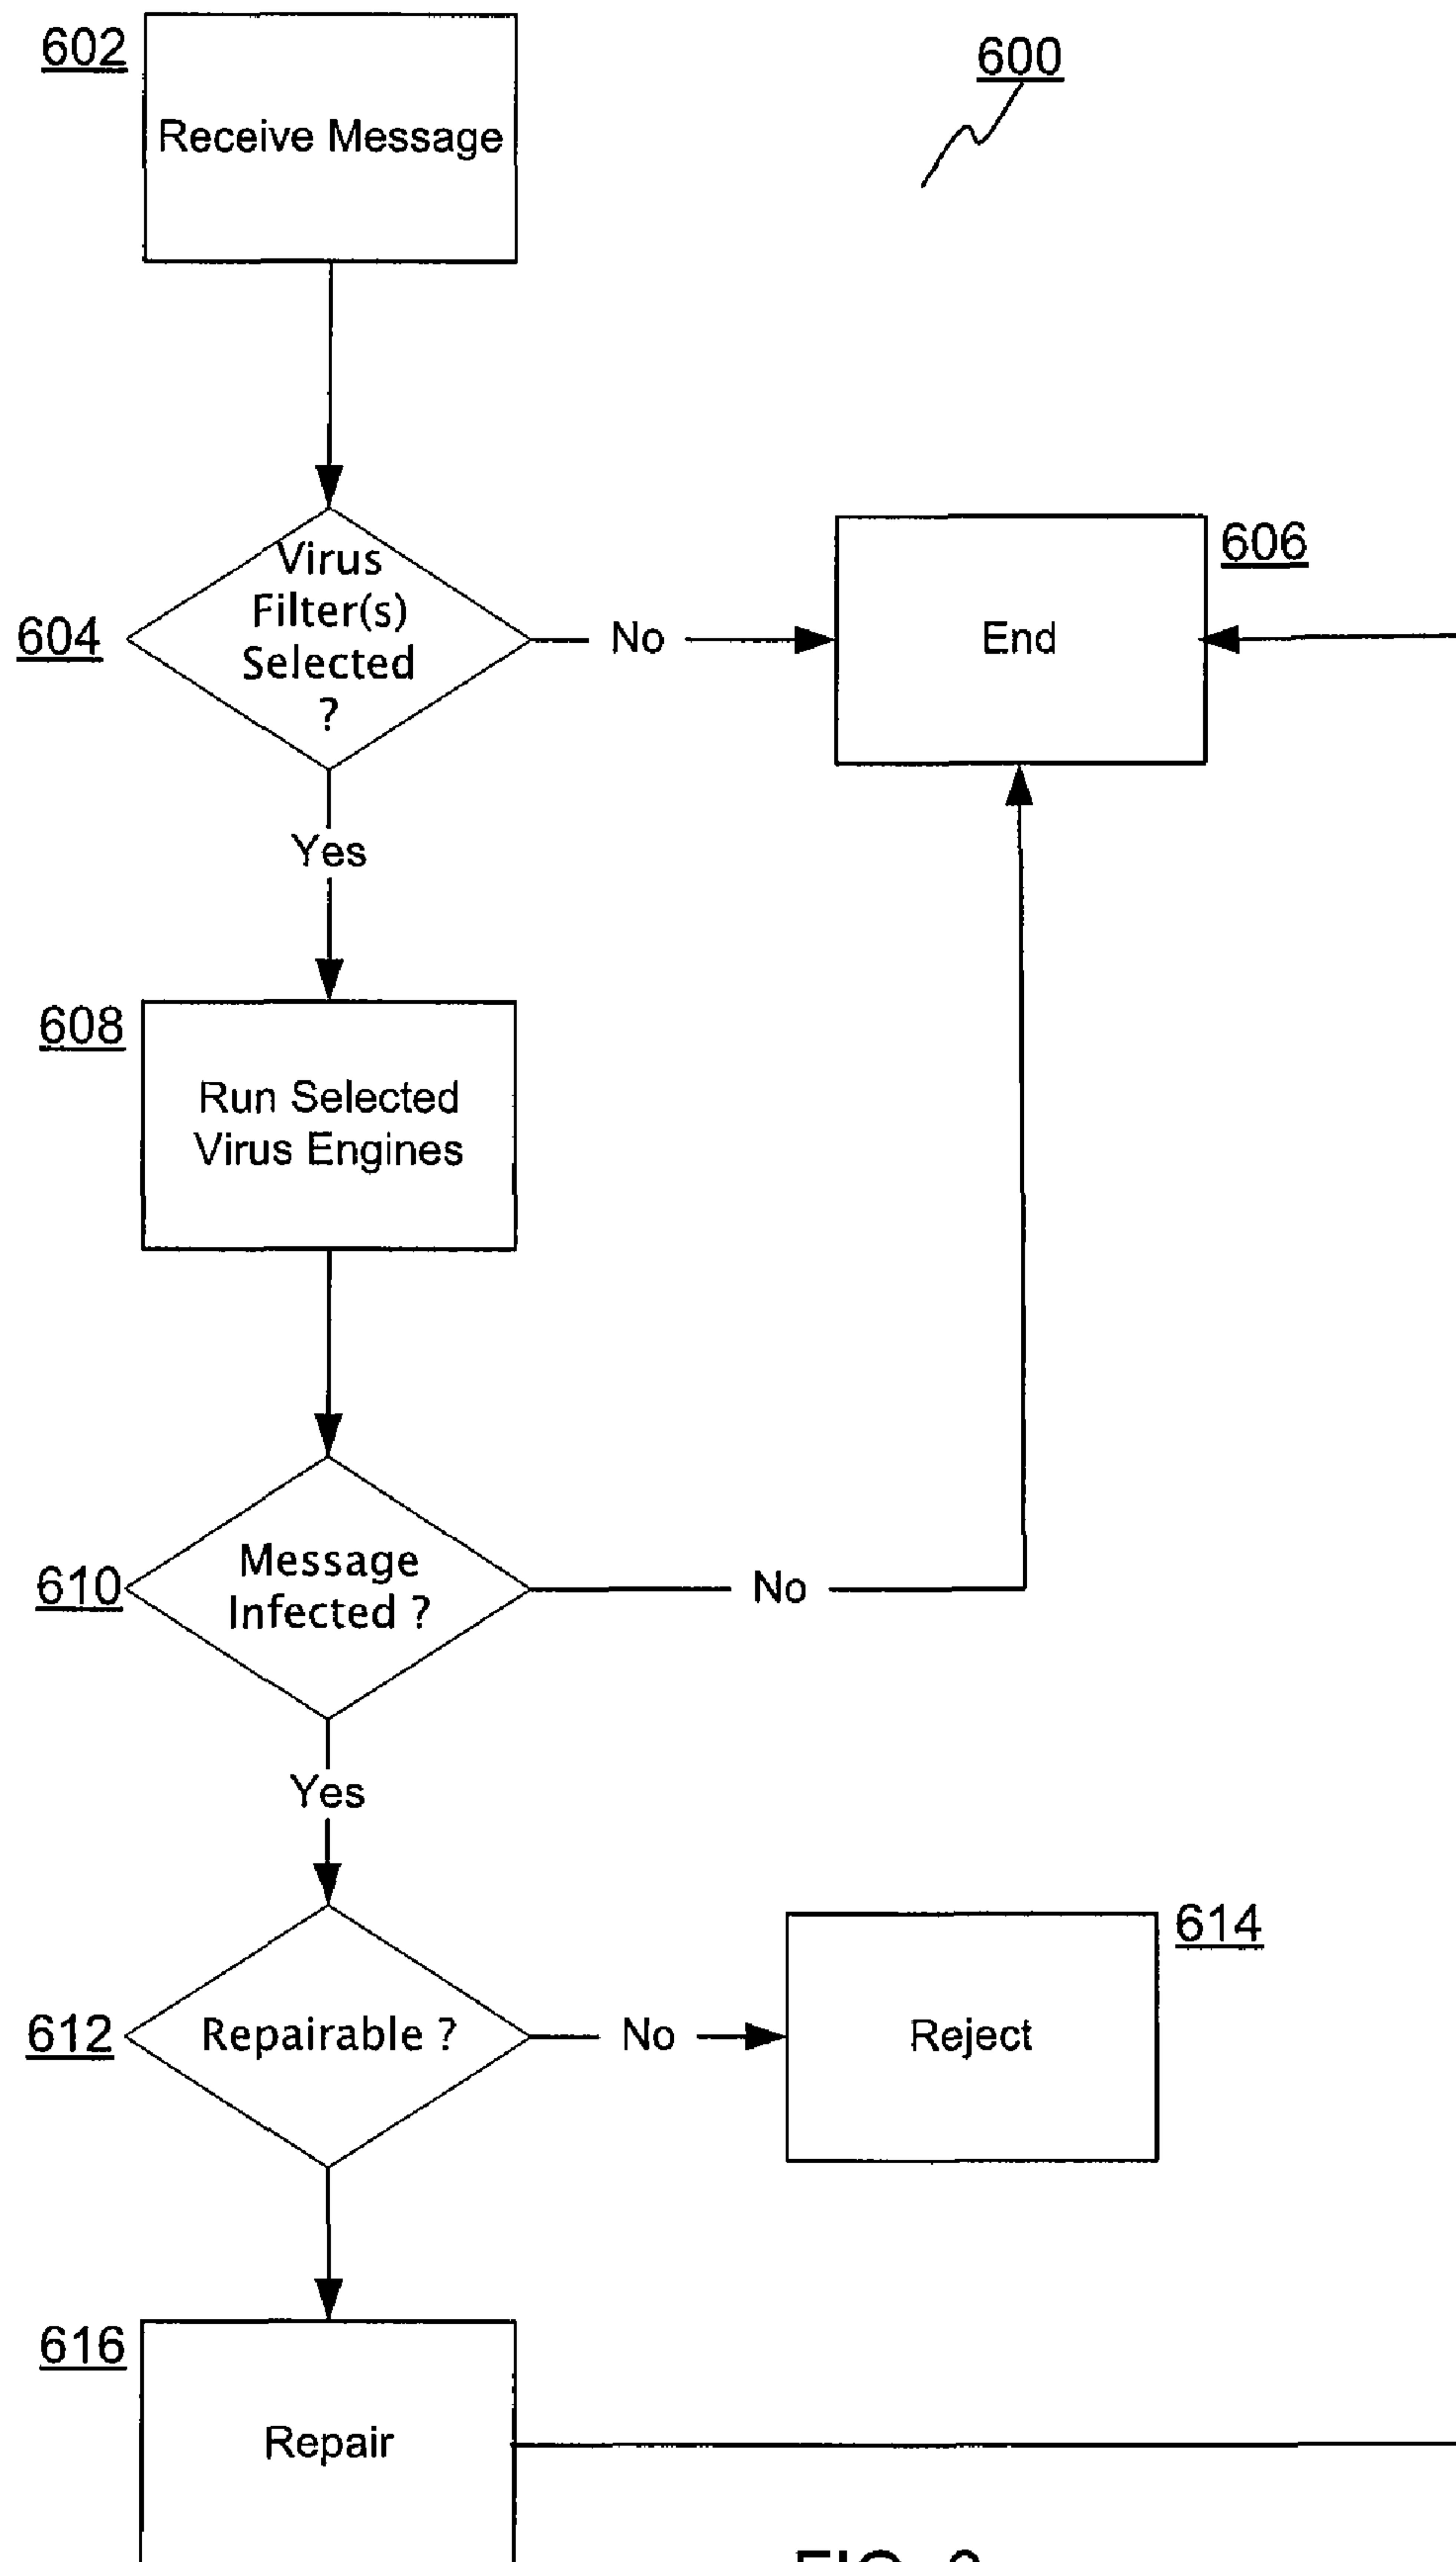 602
Receive Message
600
Virus
Filter(s)
Selected
?
604
No
End
606
Yes
608
Run Selected
Virus Engines
610
Message
Infected ?
No
Yes
612
Repairable ?
No
Reject
614
616
Repair
FIG.